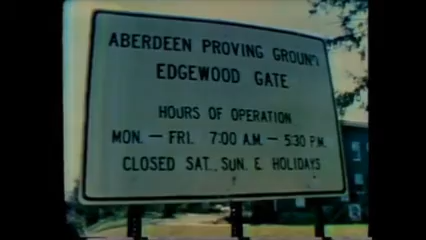 ABERDEEN PROVING GROUND
EDGEWOOD GATE
HOURS OF OPERATION
MON. — FRI. 7:00 A.M. — 5:30 P.M.
CLOSED SAT., SUN. & HOLIDAYS